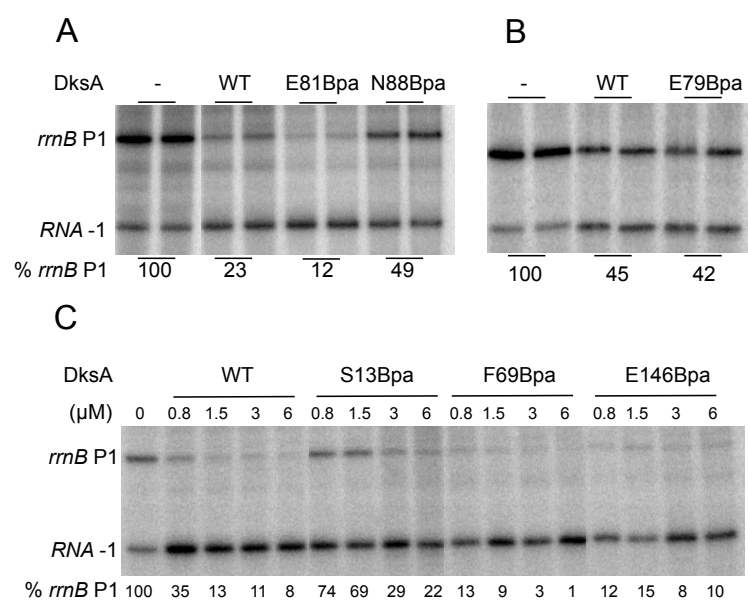 A
DksA - WT E81Bpa N88Bpa
rrnB P1
RNA -1
% rrnB P1 100 23 12 49
B
- WT E79Bpa
100 45 42
C
DksA WT S13Bpa F69Bpa E146Bpa
(µM) 0 0.8 1.5 3 6 0.8 1.5 3 6 0.8 1.5 3 6 0.8 1.5 3 6
rrnB P1
RNA -1
% rrnB P1 100 35 13 11 8 74 69 29 22 13 9 3 1 12 15 8 10